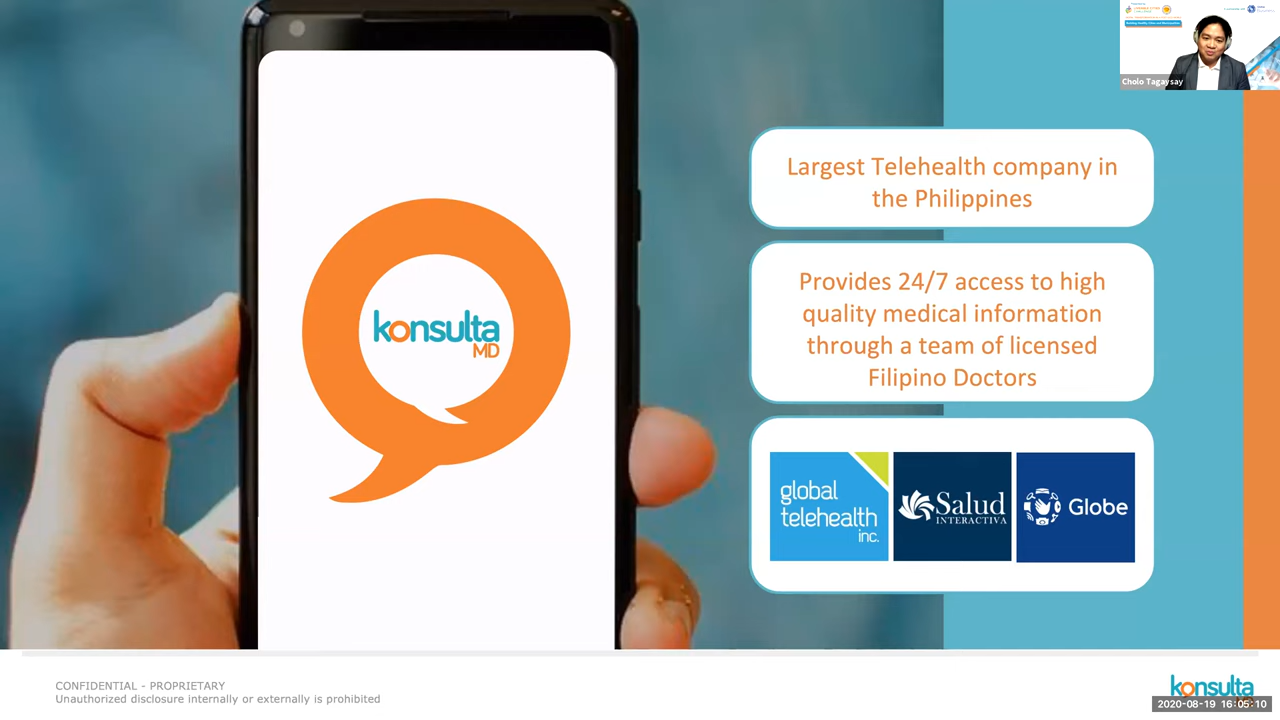 Cholo Tagaysay
Largest Telehealth company in
the Philippines
Provides 24/7 access to high
quality medical information
through a team of licensed
Filipino Doctors
konsulta
MD
global
telehealth
inc.
Salud
INTERACTIVA
Globe
CONFIDENTIAL - PROPRIETARY
Unauthorized disclosure internally or externally is prohibited
konsulta
2020-08-19 16:05:10